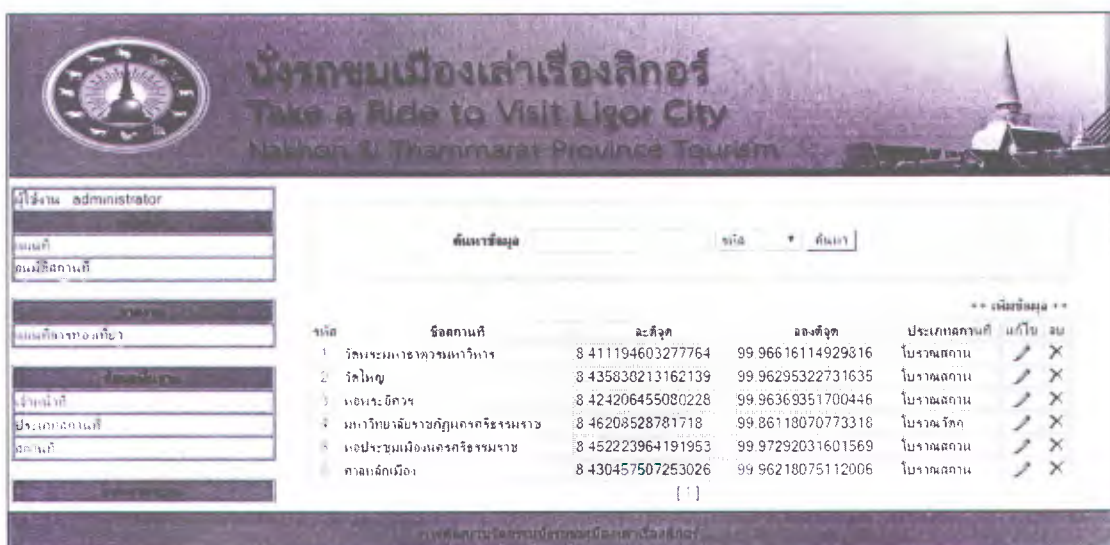 นั่งรถชมเมืองเล่าเรื่องลิกอร์
Take a Ride to Visit Ligor City
Nakhon Si Thammarat Province Tourism
ผู้ใช้งาน administrator
แผนที่
แผนที่การท่องเที่ยว
เจ้าหน้าที่
ประเภทสถานที่
สถานที่
ค้นหาข้อมูล รหัส ค้นหา
++ เพิ่มข้อมูล ++
รหัส ชื่อสถานที่ ละติจูด ลองติจูด ประเภทสถานที่ แก้ไข ลบ
1 วัดพระมหาธาตุวรมหาวิหาร 8.411194603277764 99.96616114929816 โบราณสถาน
2 วัดใหญ่ 8.435838213162139 99.96295322731635 โบราณสถาน
3 หอพระอิศวร 8.424206455080228 99.96369351700446 โบราณสถาน
4 มหาวิทยาลัยราชภัฏนครศรีธรรมราช 8.46208528781718 99.86118070773318 โบราณวัตถุ
5 หอประชุมเมืองนครศรีธรรมราช 8.452223964191953 99.97292031601569 โบราณสถาน
6 ศาลหลักเมือง 8.430457507253026 99.96218075112006 โบราณสถาน
[ 1 ]